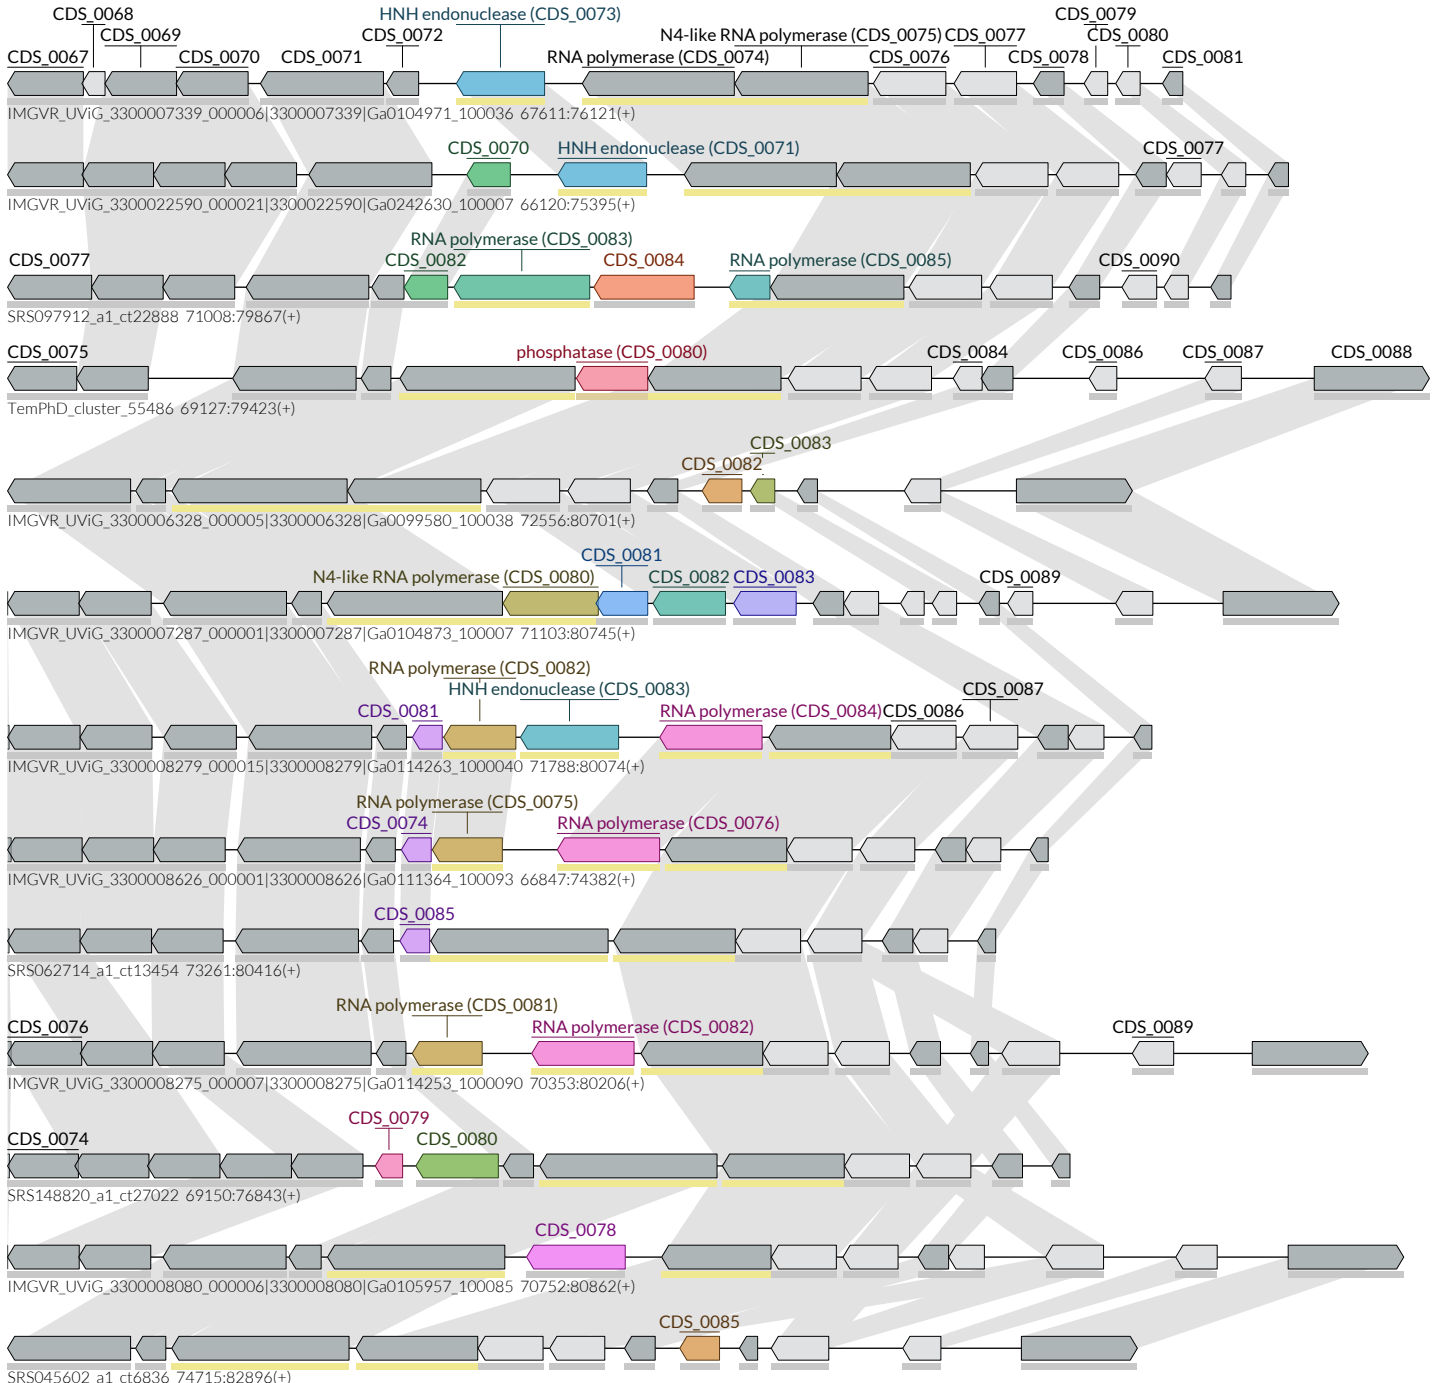 CDS_0068 HNH endonuclease (CDS_0073) CDS_0079
CDS_0069 CDS_0072 N4-like RNA polymerase (CDS_0075) CDS_0077 CDS_0080
CDS_0067 CDS_0070 CDS_0071 RNA polymerase (CDS_0074) CDS_0076 CDS_0078 CDS_0081
IMGVR_UViG_3300007339_000006|3300007339|Ga0104971_100036 67611:76121(+)
CDS_0070 HNH endonuclease (CDS_0071) CDS_0077
IMGVR_UViG_3300022590_000021|3300022590|Ga0242630_100007 66120:75395(+)
RNA polymerase (CDS_0083)
CDS_0077 CDS_0082 CDS_0084 RNA polymerase (CDS_0085) CDS_0090
SRS097912_a1_ct22888 71008:79867(+)
CDS_0075 phosphatase (CDS_0080) CDS_0084 CDS_0086 CDS_0087 CDS_0088
TemPhD_cluster_55486 69127:79423(+)
CDS_0083
CDS_0082
IMGVR_UViG_3300006328_000005|3300006328|Ga0099580_100038 72556:80701(+)
CDS_0081
N4-like RNA polymerase (CDS_0080) CDS_0082 CDS_0083 CDS_0089
IMGVR_UViG_3300007287_000001|3300007287|Ga0104873_100007 71103:80745(+)
RNA polymerase (CDS_0082)
HNH endonuclease (CDS_0083) CDS_0087
CDS_0081 RNA polymerase (CDS_0084) CDS_0086
IMGVR_UViG_3300008279_000015|3300008279|Ga0114263_1000040 71788:80074(+)
RNA polymerase (CDS_0075)
CDS_0074 RNA polymerase (CDS_0076)
IMGVR_UViG_3300008626_000001|3300008626|Ga0111364_100093 66847:74382(+)
CDS_0085
SRS062714_a1_ct13454 73261:80416(+)
RNA polymerase (CDS_0081)
CDS_0076 RNA polymerase (CDS_0082) CDS_0089
IMGVR_UViG_3300008275_000007|3300008275|Ga0114253_1000090 70353:80206(+)
CDS_0079
CDS_0074 CDS_0080
SRS148820_a1_ct27022 69150:76843(+)
CDS_0078
IMGVR_UViG_3300008080_000006|3300008080|Ga0105957_100085 70752:80862(+)
CDS_0085
SRS045602_a1_ct6836 74715:82896(+)